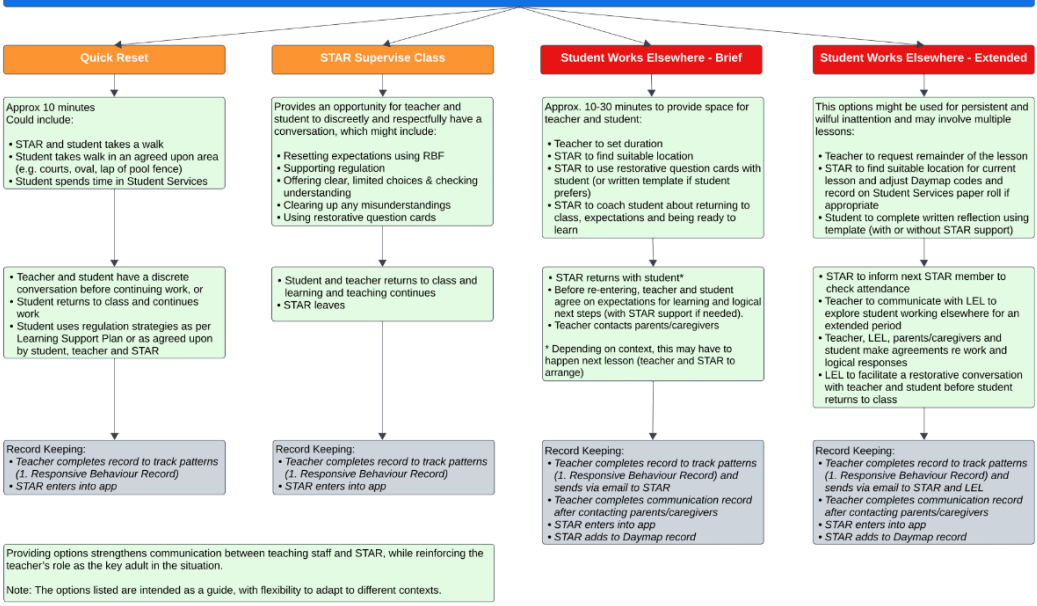 Quick Reset
Approx 10 minutes
Could include:
• STAR and student takes a walk
• Student takes walk in an agreed upon area
(e.g. courts, oval, lap of pool fence)
• Student spends time in Student Services
• Teacher and student have a discrete
conversation before continuing work, or
• Student returns to class and continues
work
• Student uses regulation strategies as per
Learning Support Plan or as agreed upon
by student, teacher and STAR
Record Keeping:
• Teacher completes record to track patterns
(1. Responsive Behaviour Record)
• STAR enters into app
STAR Supervise Class
Provides an opportunity for teacher and
student to discreetly and respectfully have a
conversation, which might include:
• Resetting expectations using RBF
• Supporting regulation
• Offering clear, limited choices & checking
understanding
• Clearing up any misunderstandings
• Using restorative question cards
• Student and teacher returns to class and
learning and teaching continues
• STAR leaves
Record Keeping:
• Teacher completes record to track patterns
(1. Responsive Behaviour Record)
• STAR enters into app
Student Works Elsewhere - Brief
Approx. 10-30 minutes to provide space for
teacher and student:
• Teacher to set duration
• STAR to find suitable location
• STAR to use restorative question cards with
student (or written template if student
prefers)
• STAR to coach student about returning to
class, expectations and being ready to
learn
• STAR returns with student*
• Before re-entering, teacher and student
agree on expectations for learning and logical
next steps (with STAR support if needed).
• Teacher contacts parents/caregivers
* Depending on context, this may have to
happen next lesson (teacher and STAR to
arrange)
Record Keeping:
• Teacher completes record to track patterns
(1. Responsive Behaviour Record) and
sends via email to STAR
• Teacher completes communication record
after contacting parents/caregivers
• STAR enters into app
• STAR adds to Daymap record
Student Works Elsewhere - Extended
This options might be used for persistent and
wilful inattention and may involve multiple
lessons:
• Teacher to request remainder of the lesson
• STAR to find suitable location for current
lesson and adjust Daymap codes and
record on Student Services paper roll if
appropriate
• Student to complete written reflection using
template (with or without STAR support)
• STAR to inform next STAR member to
check attendance
• Teacher to communicate with LEL to
explore student working elsewhere for an
extended period
• Teacher, LEL, parents/caregivers and
student make agreements re work and
logical responses
• LEL to facilitate a restorative conversation
with teacher and student before student
returns to class
Record Keeping:
• Teacher completes record to track patterns
(1. Responsive Behaviour Record) and
sends via email to STAR and LEL
• Teacher completes communication record
after contacting parents/caregivers
• STAR enters into app
• STAR adds to Daymap record
Providing options strengthens communication between teaching staff and STAR, while reinforcing the
teacher's role as the key adult in the situation.
Note: The options listed are intended as a guide, with flexibility to adapt to different contexts.